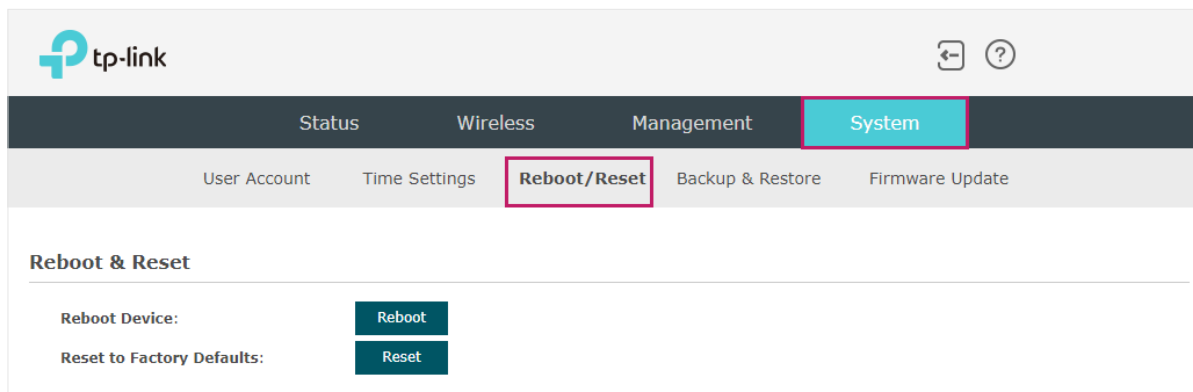 tp-link
Status Wireless Management System
User Account Time Settings Reboot/Reset Backup & Restore Firmware Update
Reboot & Reset
Reboot Device: Reboot
Reset to Factory Defaults: Reset